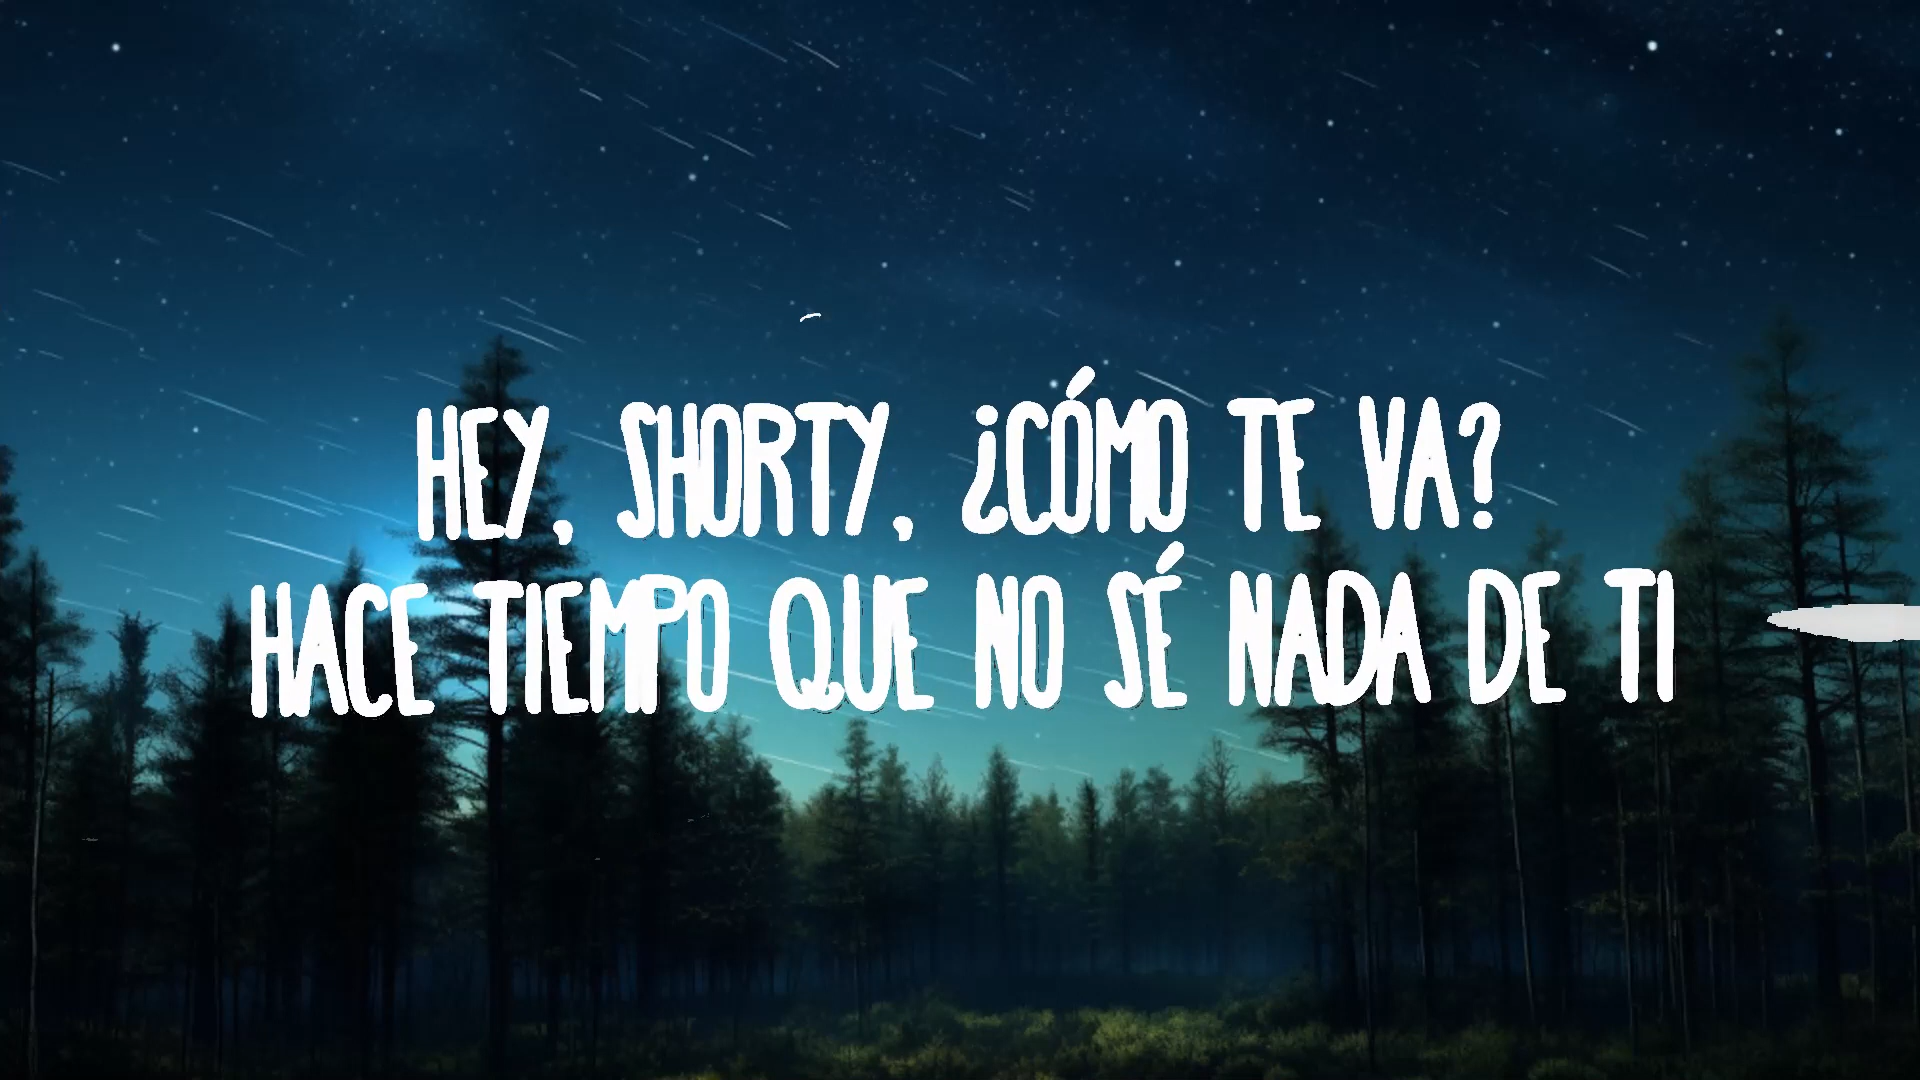 HEY, SHORTY, ¿CÓMO TE VA?
HACE TIEMPO QUE NO SÉ NADA DE TI